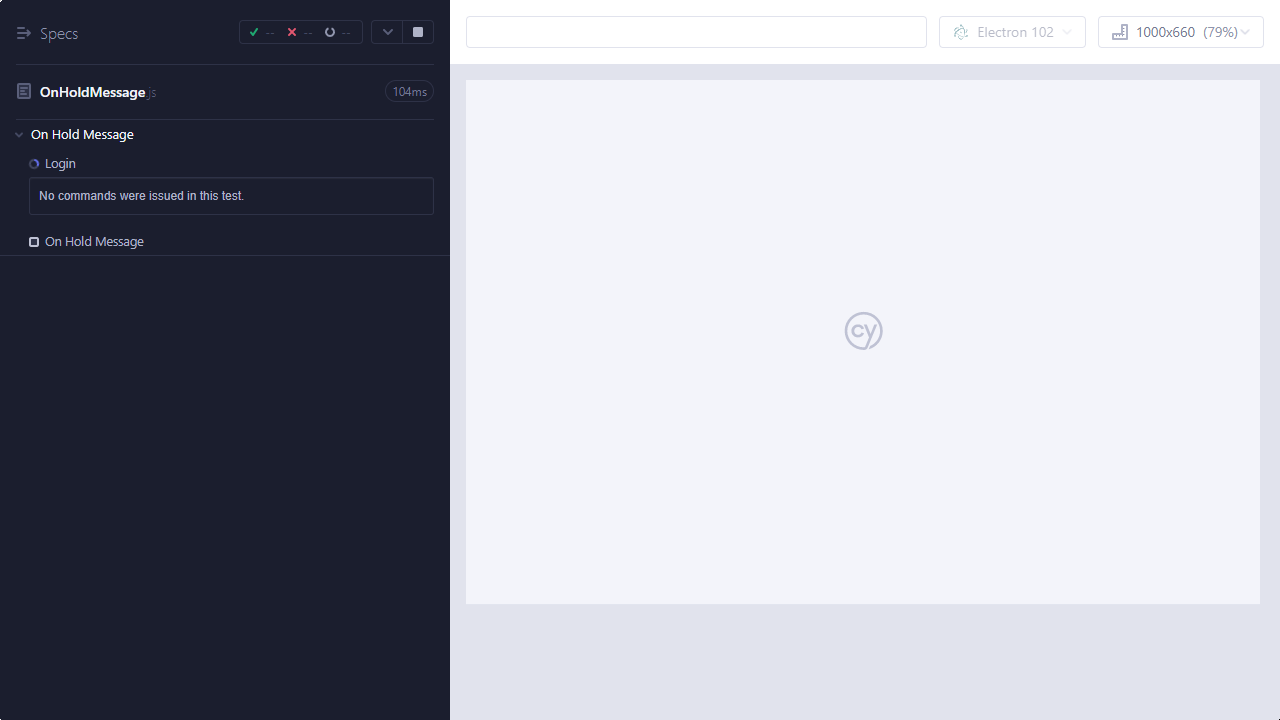 Specs
-- -- --
Electron 102
1000x660 (79%)
OnHoldMessage.js
104ms
On Hold Message
Login
No commands were issued in this test.
On Hold Message
cy